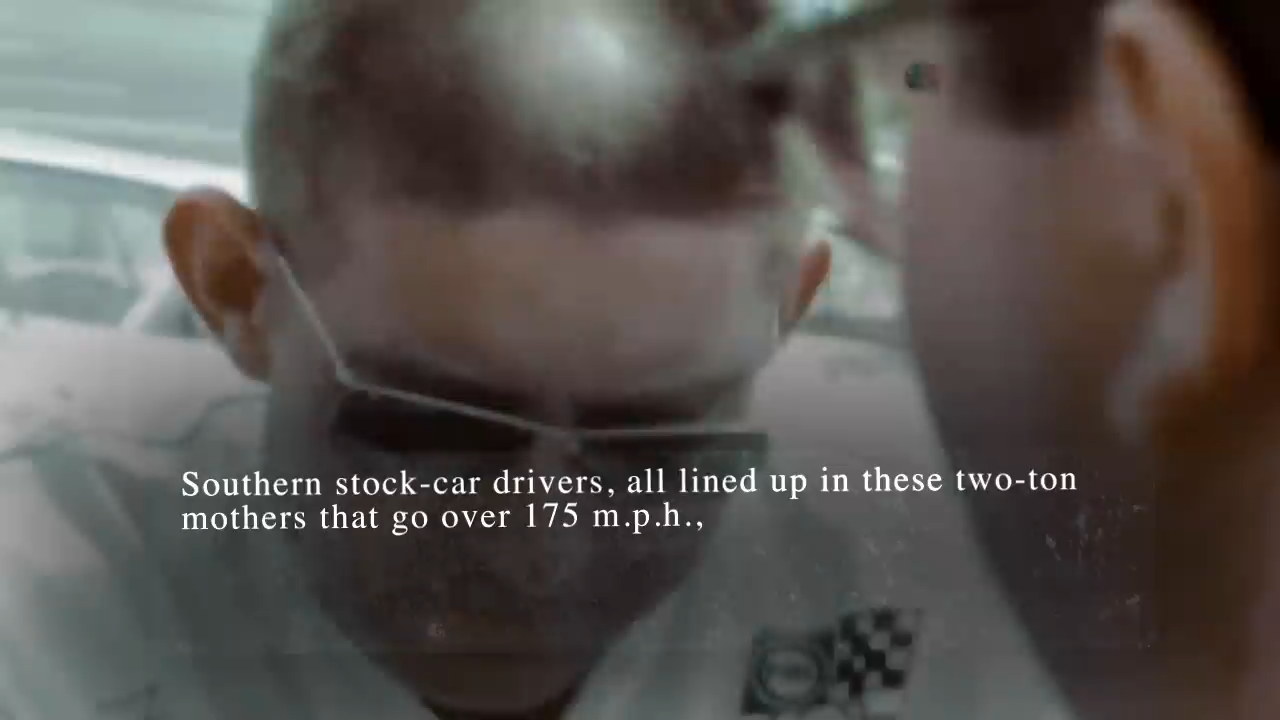 Southern stock-car drivers, all lined up in these two-ton
mothers that go over 175 m.p.h.,